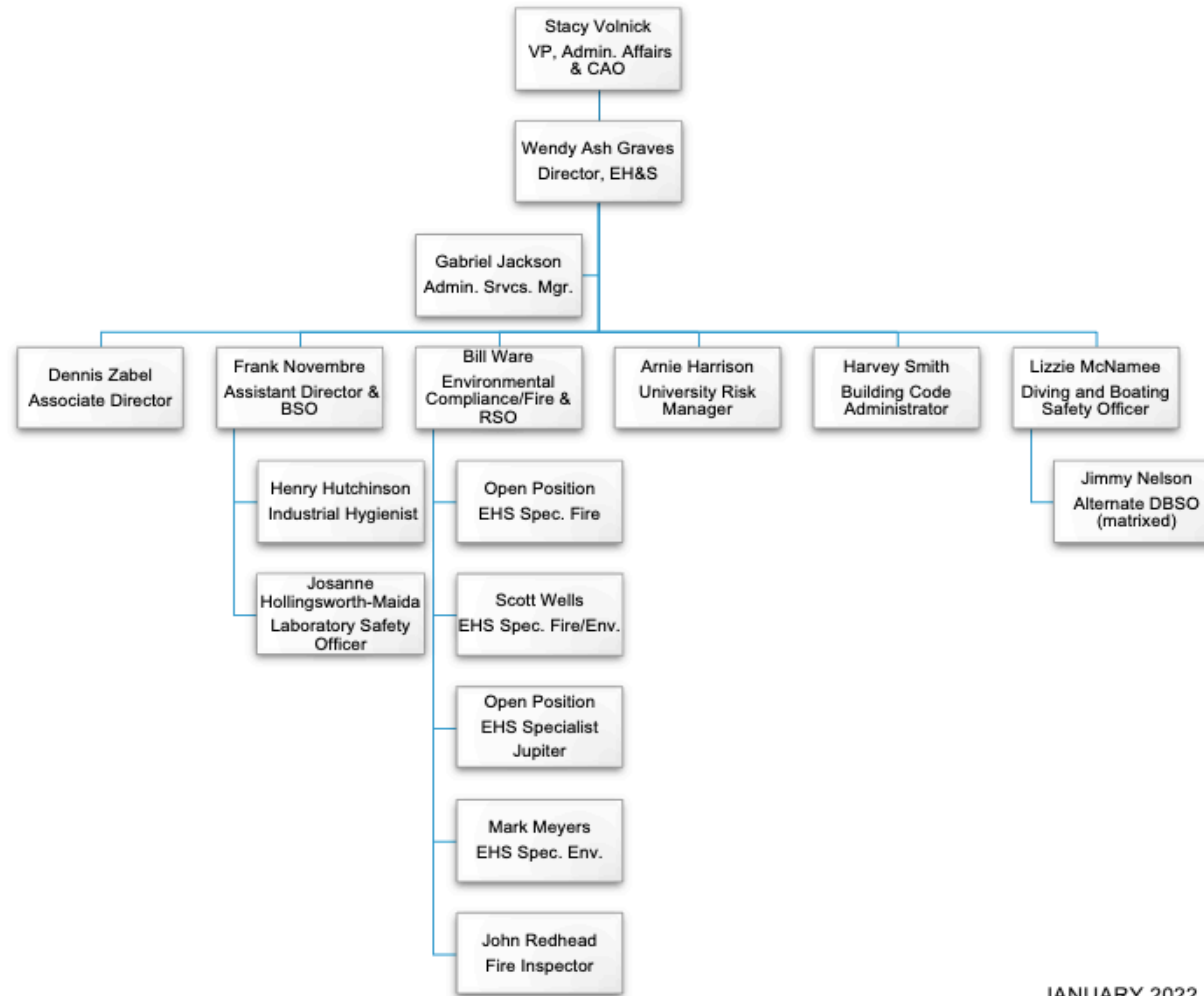 Stacy Volnick
VP, Admin. Affairs
& CAO
Wendy Ash Graves
Director, EH&S
Gabriel Jackson
Admin. Srvcs. Mgr.
Dennis Zabel
Associate Director
Frank Novembre
Assistant Director &
BSO
Bill Ware
Environmental
Compliance/Fire &
RSO
Arnie Harrison
University Risk
Manager
Harvey Smith
Building Code
Administrator
Lizzie McNamee
Diving and Boating
Safety Officer
Henry Hutchinson
Industrial Hygienist
Josanne
Hollingsworth-Maida
Laboratory Safety
Officer
Open Position
EHS Spec. Fire
Scott Wells
EHS Spec. Fire/Env.
Open Position
EHS Specialist
Jupiter
Mark Meyers
EHS Spec. Env.
John Redhead
Fire Inspector
Jimmy Nelson
Alternate DBSO
(matrixed)
JANUARY 2022